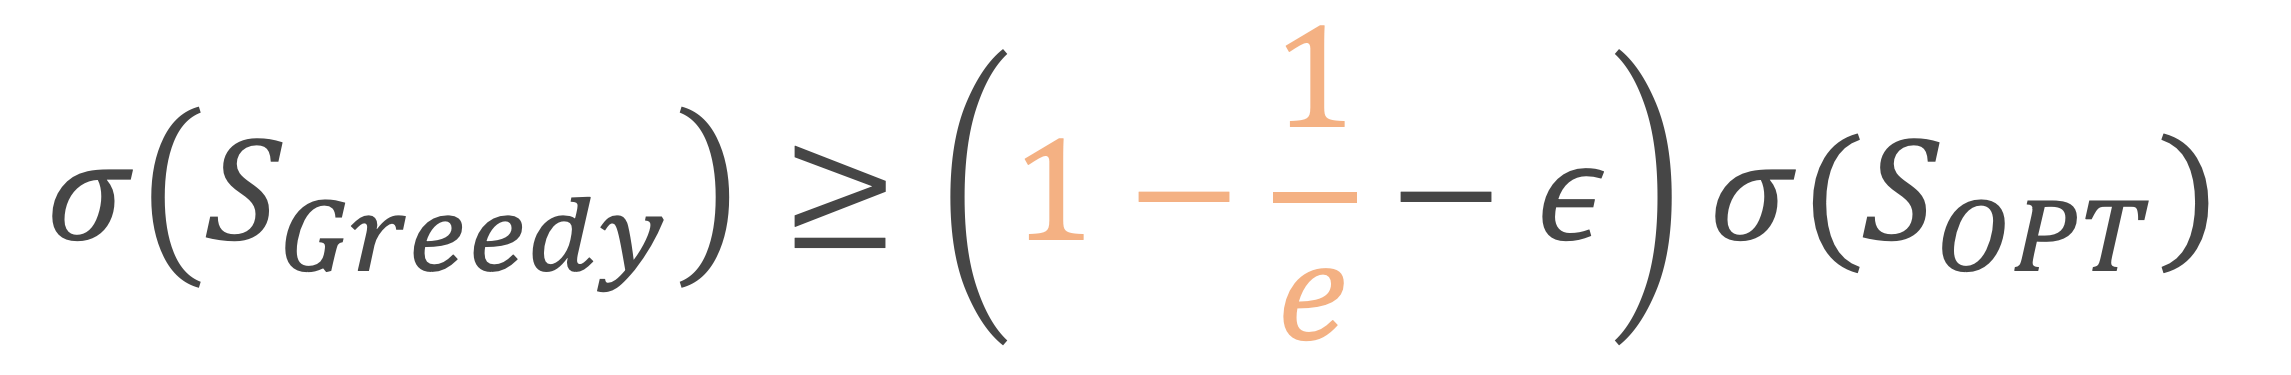 σ(S_Greedy) ≥ (1 − 1/e − ϵ) σ(S_OPT)